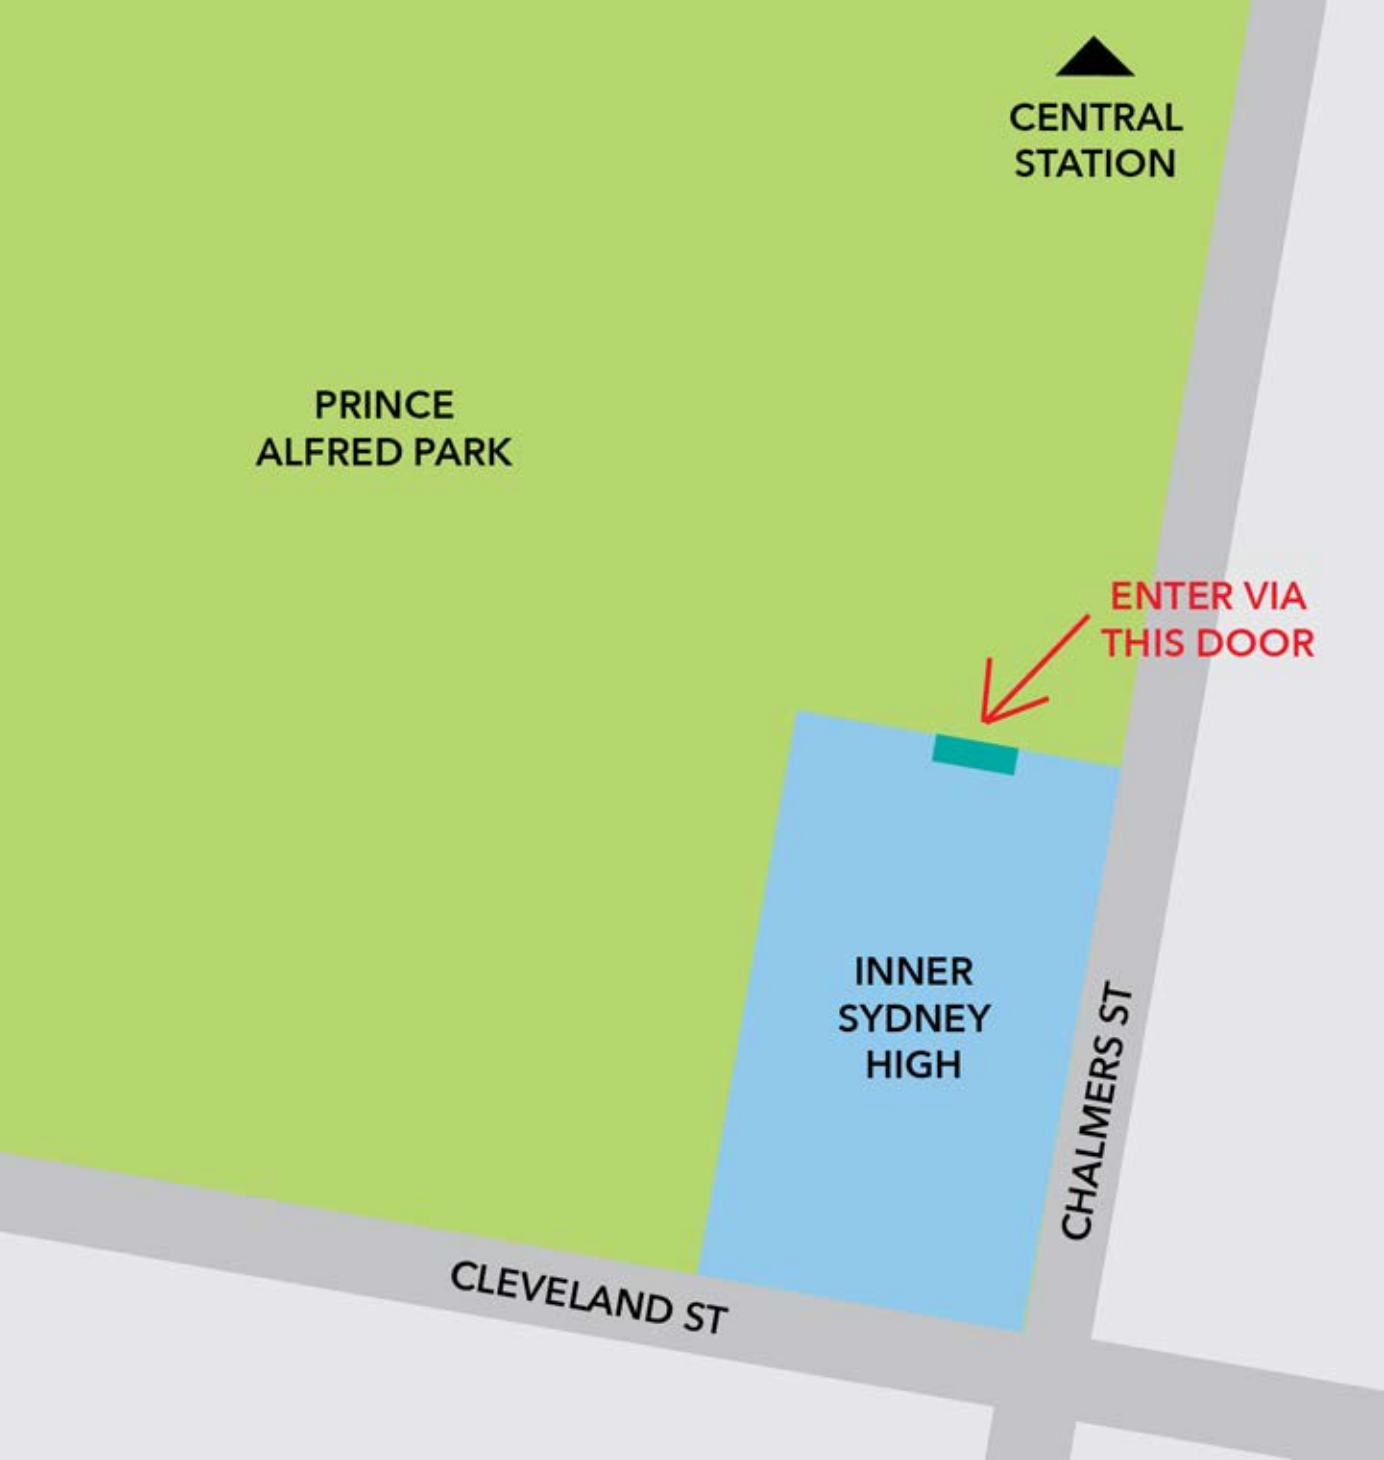 CENTRAL
STATION
PRINCE
ALFRED PARK
ENTER VIA
THIS DOOR
INNER
SYDNEY
HIGH
CHALMERS ST
CLEVELAND ST